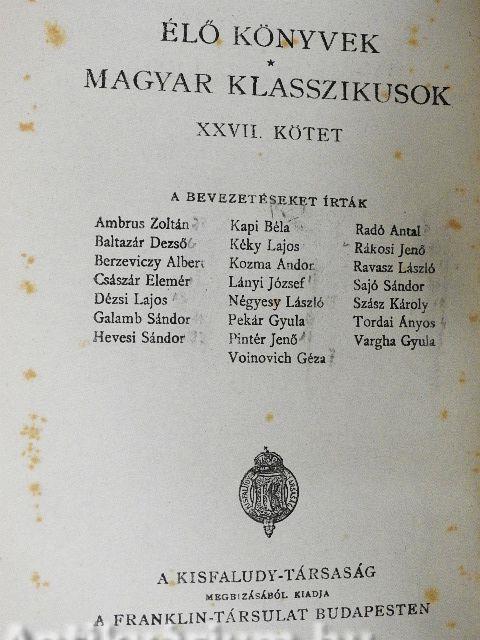 ÉLŐ KÖNYVEK
MAGYAR KLASSZIKUSOK
XXVII. KÖTET
A BEVEZETÉSEKET ÍRTÁK
Ambrus Zoltán
Baltazár Dezső
Berzeviczy Albert
Császár Elemér
Dézsi Lajos
Galamb Sándor
Hevesi Sándor
Kapi Béla
Kéky Lajos
Kozma Andor
Lányi József
Négyesy László
Pekár Gyula
Pintér Jenő
Voinovich Géza
Radó Antal
Rákosi Jenő
Ravasz László
Sajó Sándor
Szász Károly
Tordai Ányos
Vargha Gyula
A KISFALUDY-TÁRSASÁG
MEGBIZÁSÁBÓL KIADJA
A FRANKLIN-TÁRSULAT BUDAPESTEN